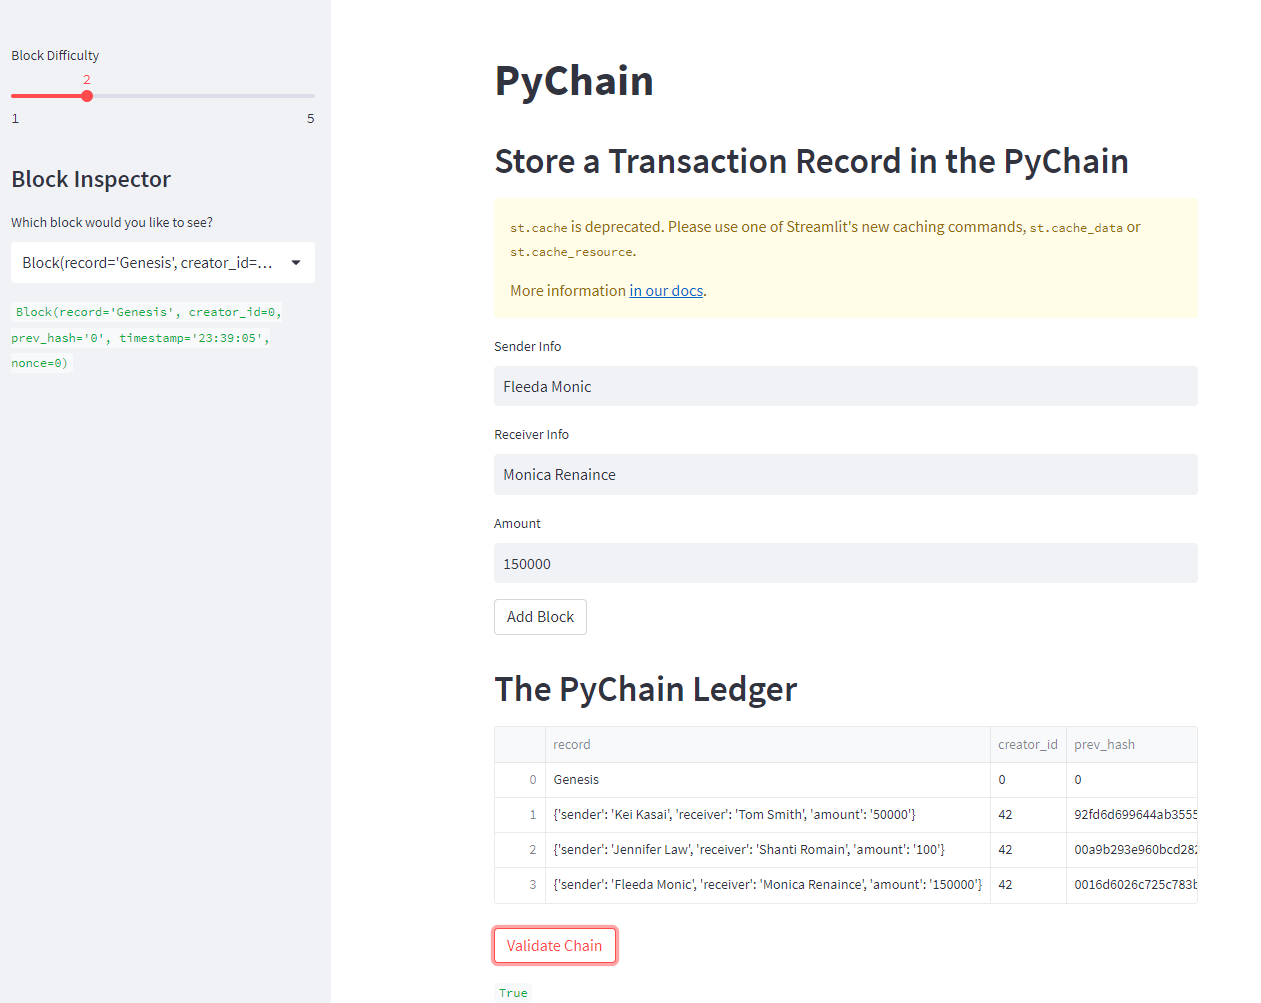 Block Difficulty
2
1 5
Block Inspector
Which block would you like to see?
Block(record='Genesis', creator_id=...
Block(record='Genesis', creator_id=0,
prev_hash='0', timestamp='23:39:05',
nonce=0)
PyChain
Store a Transaction Record in the PyChain
st.cache is deprecated. Please use one of Streamlit's new caching commands, st.cache_data or
st.cache_resource.
More information in our docs.
Sender Info
Fleeda Monic
Receiver Info
Monica Renaince
Amount
150000
Add Block
The PyChain Ledger
record creator_id prev_hash
0 Genesis 0 0
1 {'sender': 'Kei Kasai', 'receiver': 'Tom Smith', 'amount': '50000'} 42 92fd6d699644ab3555
2 {'sender': 'Jennifer Law', 'receiver': 'Shanti Romain', 'amount': '100'} 42 00a9b293e960bcd282
3 {'sender': 'Fleeda Monic', 'receiver': 'Monica Renaince', 'amount': '150000'} 42 0016d6026c725c783b
Validate Chain
True